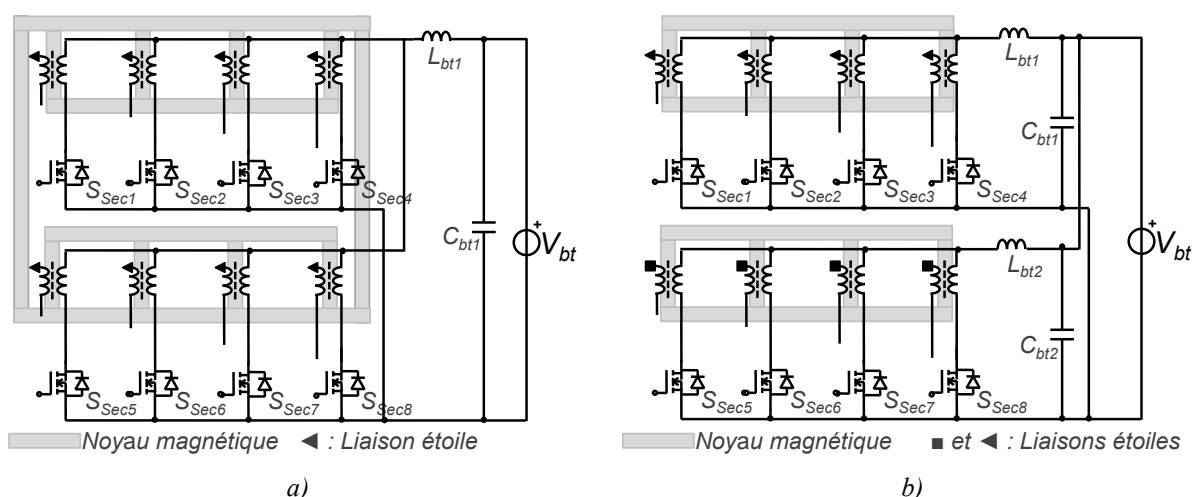 L_bt1
S_Sec1 S_Sec2 S_Sec3 S_Sec4
C_bt1
+
V_bt
S_Sec5 S_Sec6 S_Sec7 S_Sec8
Noyau magnétique ◄ : Liaison étoile
a)
L_bt1
C_bt1
S_Sec1 S_Sec2 S_Sec3 S_Sec4
+
V_bt
L_bt2
C_bt2
S_Sec5 S_Sec6 S_Sec7 S_Sec8
Noyau magnétique ■ et ◄ : Liaisons étoiles
b)